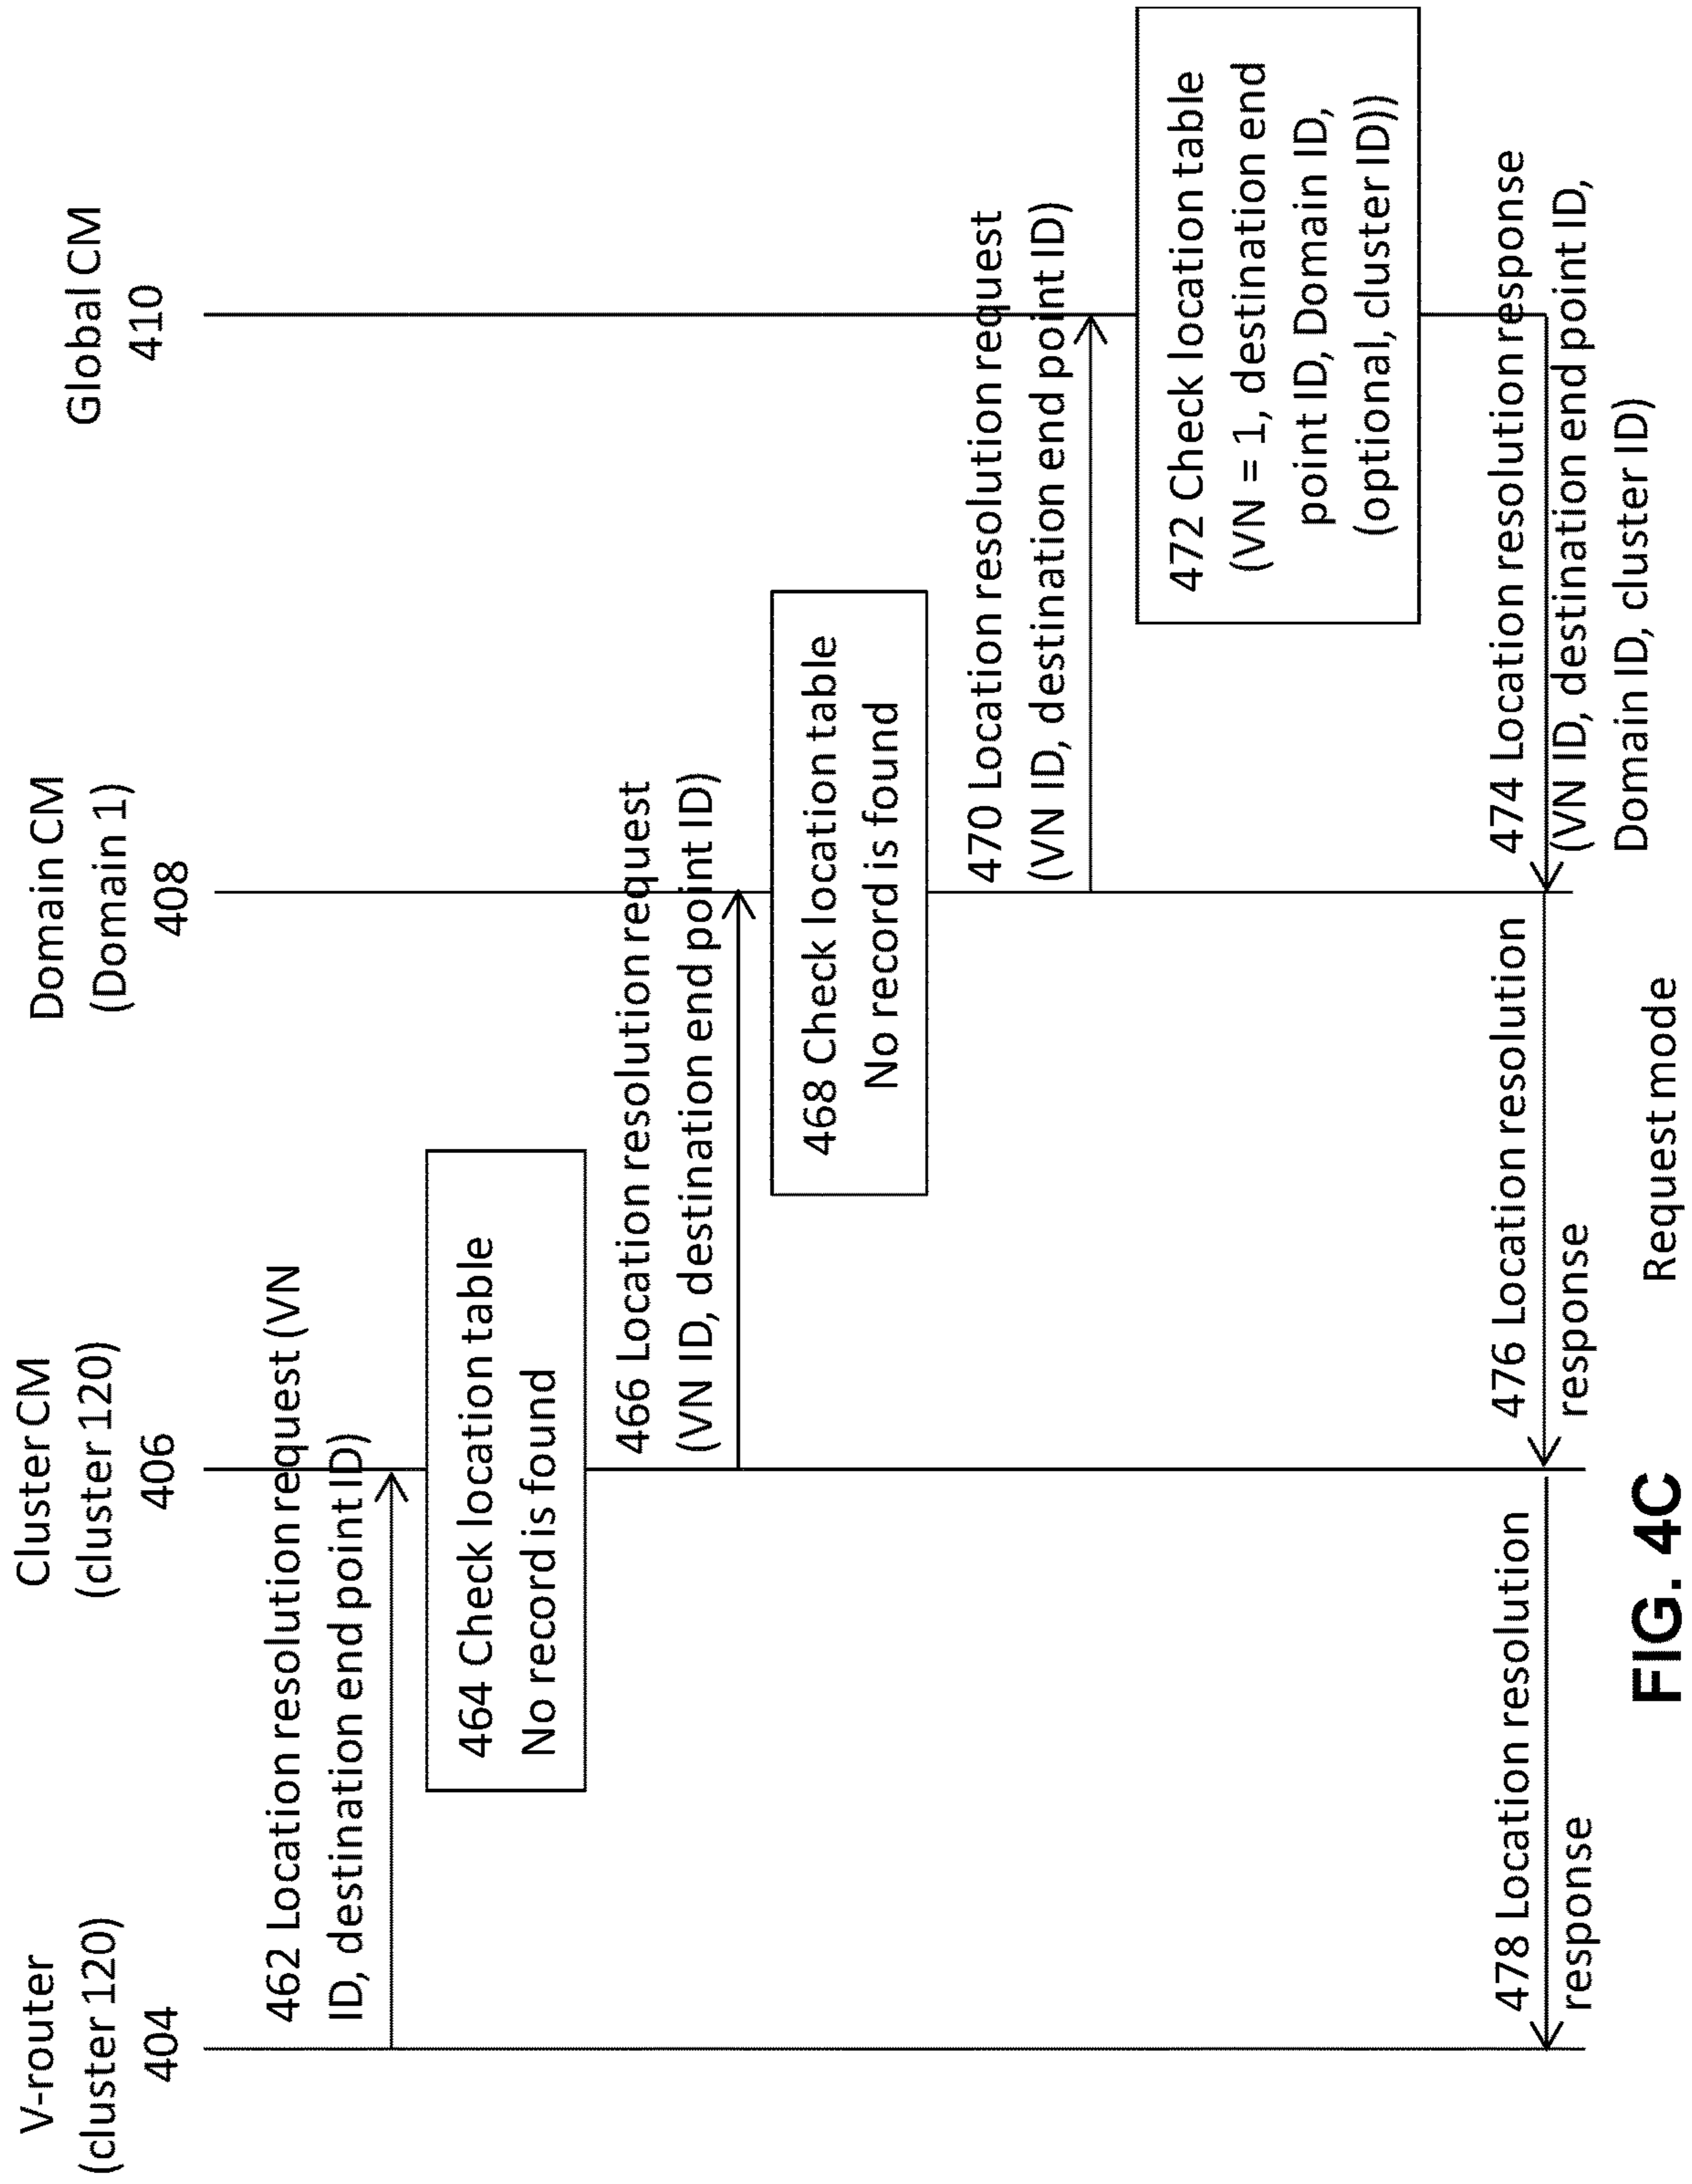 V-router
(cluster 120)
404
Cluster CM
(cluster 120)
406
Domain CM
(Domain 1)
408
Global CM
410
462 Location resolution request (VN
ID, destination end point ID)
464 Check location table
No record is found
466 Location resolution request
(VN ID, destination end point ID)
468 Check location table
No record is found
470 Location resolution request
(VN ID, destination end point ID)
472 Check location table
(VN = 1, destination end
point ID, Domain ID,
(optional, cluster ID))
474 Location resolution response
(VN ID, destination end point ID,
Domain ID, cluster ID)
476 Location resolution
response
478 Location resolution
response
Request mode
FIG. 4C